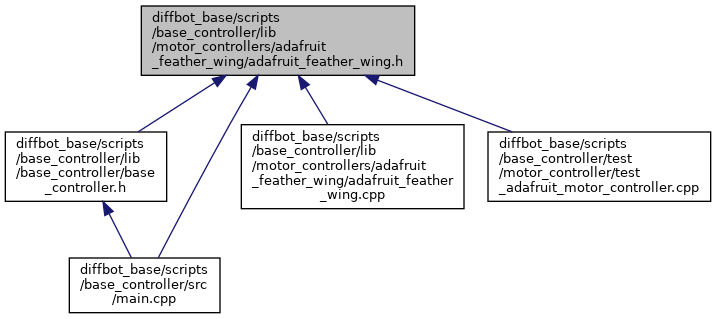 diffbot_base/scripts
/base_controller/lib
/motor_controllers/adafruit
_feather_wing/adafruit_feather_wing.h
diffbot_base/scripts
/base_controller/lib
/base_controller/base
_controller.h
diffbot_base/scripts
/base_controller/lib
/motor_controllers/adafruit
_feather_wing/adafruit_feather
_wing.cpp
diffbot_base/scripts
/base_controller/test
/motor_controller/test
_adafruit_motor_controller.cpp
diffbot_base/scripts
/base_controller/src
/main.cpp